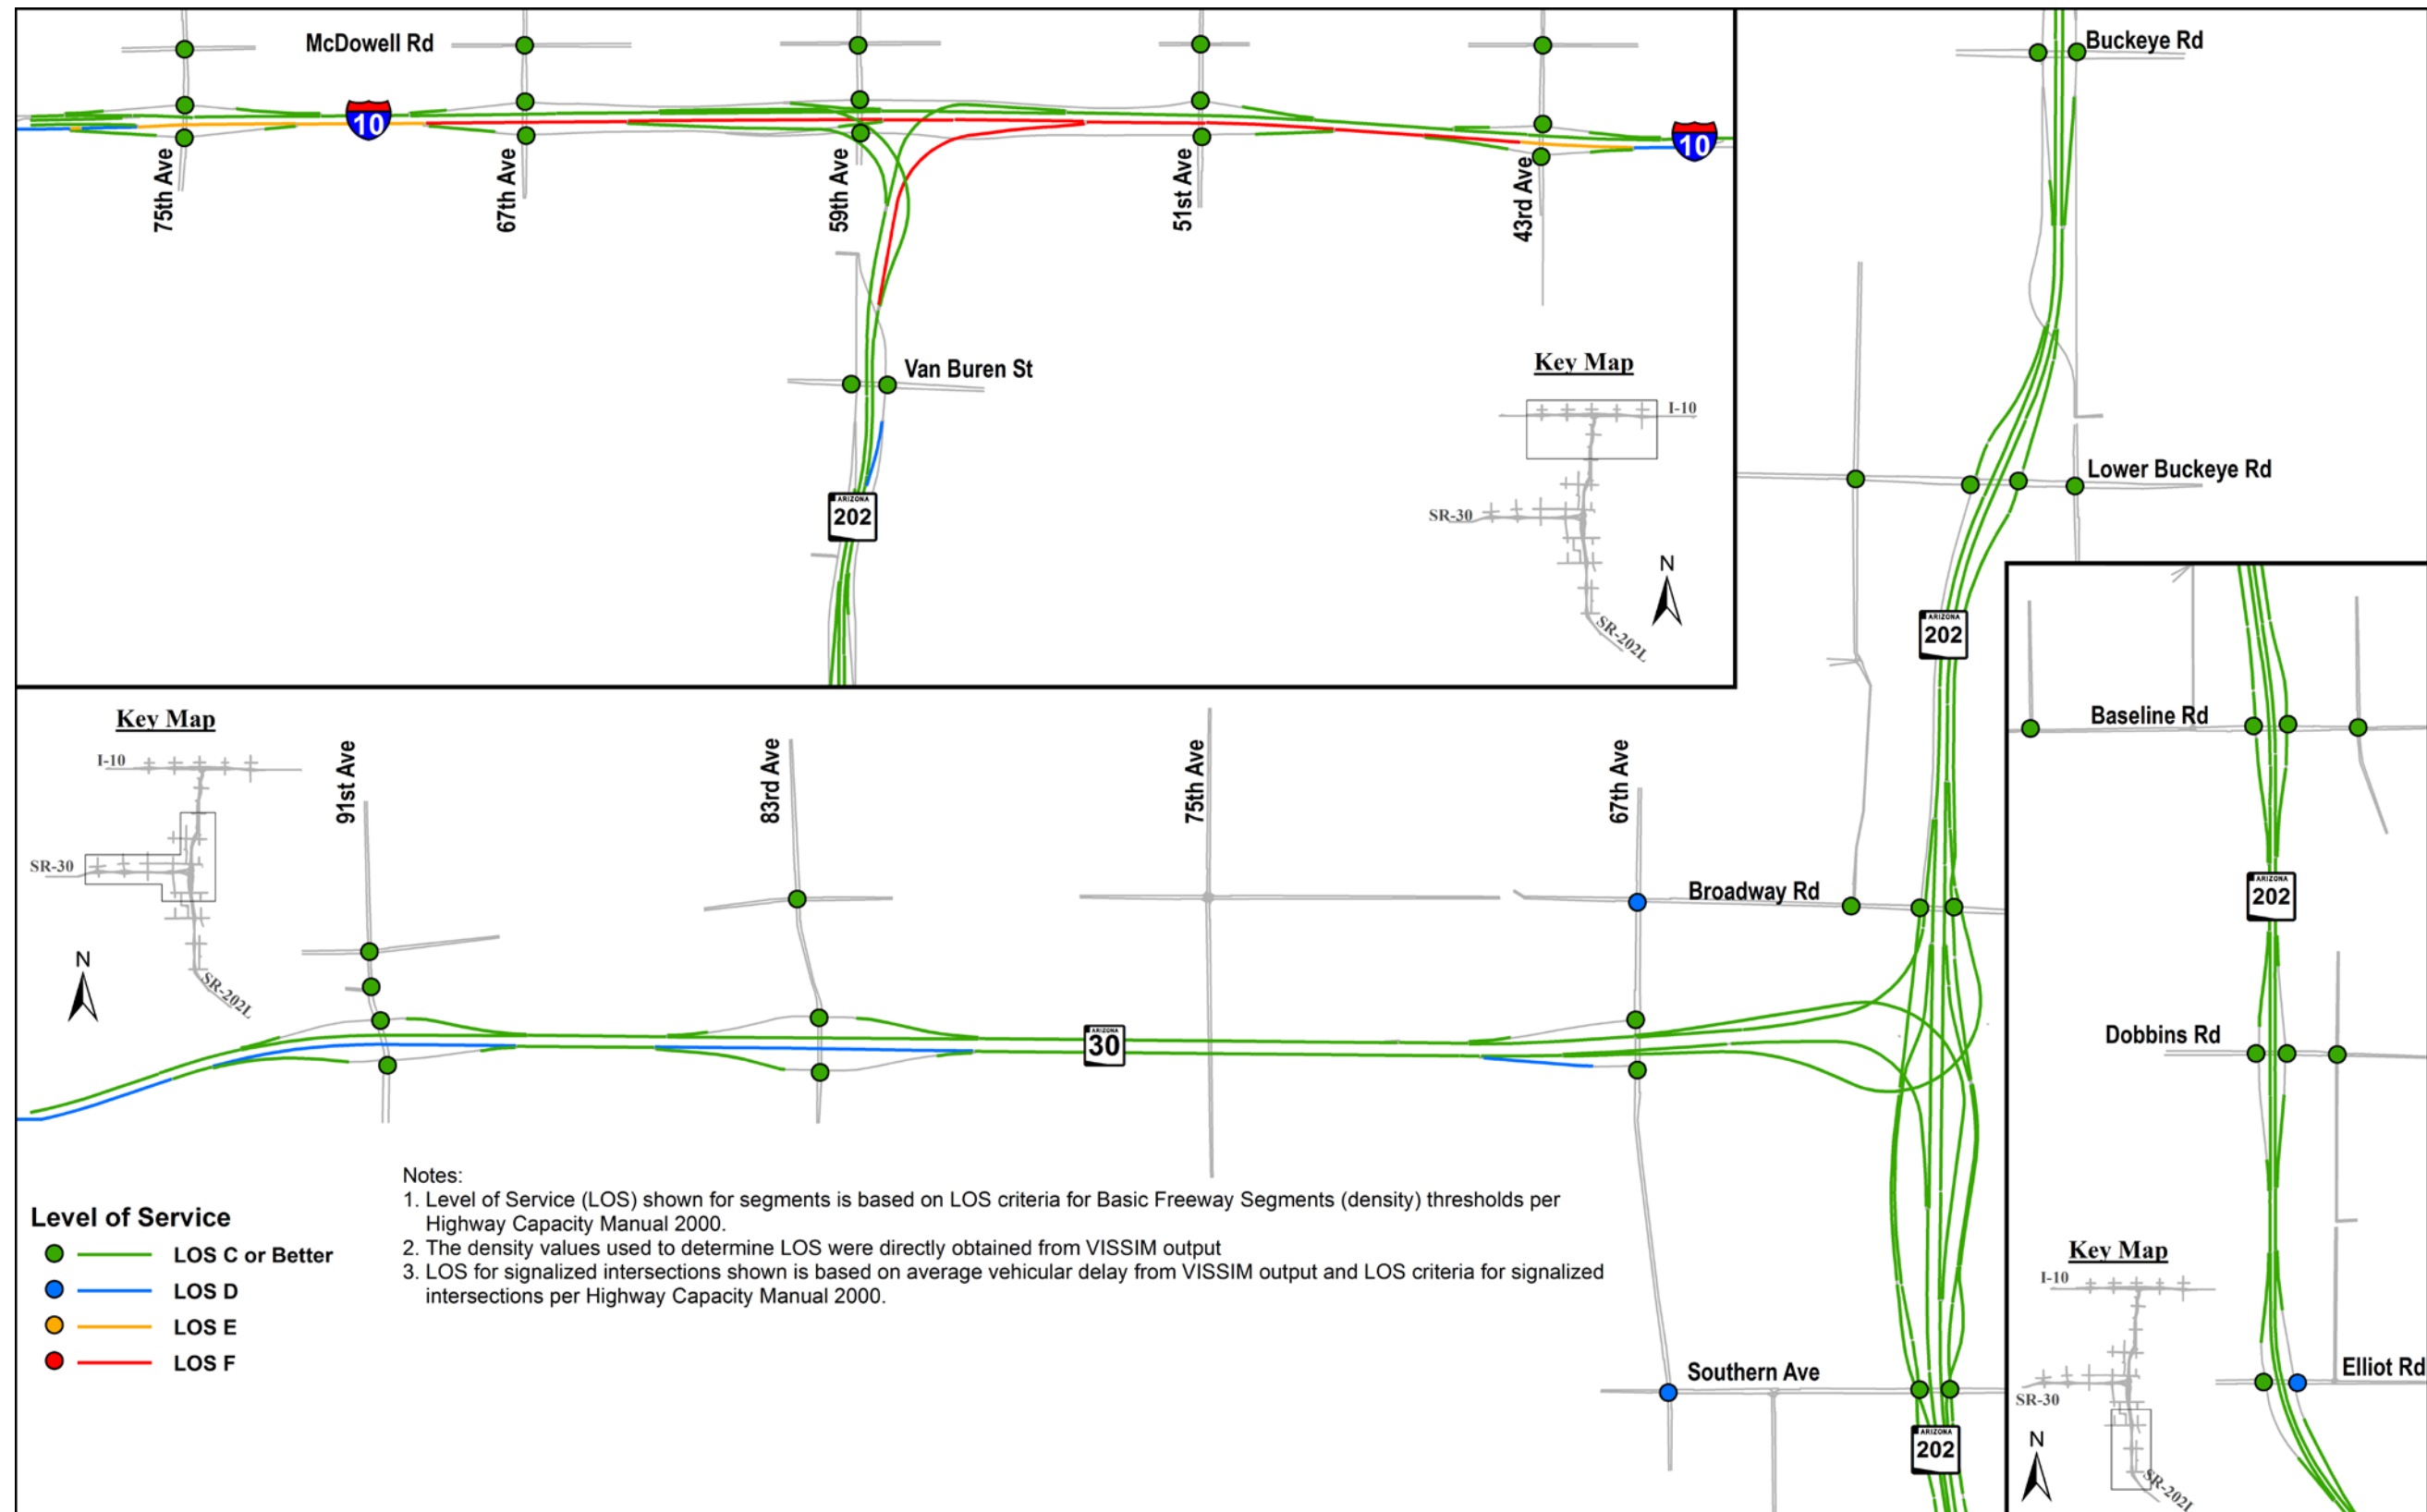 McDowell Rd
10
10
75th Ave
67th Ave
59th Ave
51st Ave
43rd Ave
Van Buren St
ARIZONA
202
Key Map
I-10
SR-30
SR-202L
N
Buckeye Rd
Lower Buckeye Rd
ARIZONA
202
Key Map
I-10
SR-30
SR-202L
N
91st Ave
83rd Ave
75th Ave
67th Ave
Broadway Rd
ARIZONA
30
Southern Ave
ARIZONA
202
Baseline Rd
ARIZONA
202
Dobbins Rd
Elliot Rd
Key Map
I-10
SR-30
SR-202L
N
Level of Service
LOS C or Better
LOS D
LOS E
LOS F
Notes:
1. Level of Service (LOS) shown for segments is based on LOS criteria for Basic Freeway Segments (density) thresholds per
Highway Capacity Manual 2000.
2. The density values used to determine LOS were directly obtained from VISSIM output
3. LOS for signalized intersections shown is based on average vehicular delay from VISSIM output and LOS criteria for signalized
intersections per Highway Capacity Manual 2000.